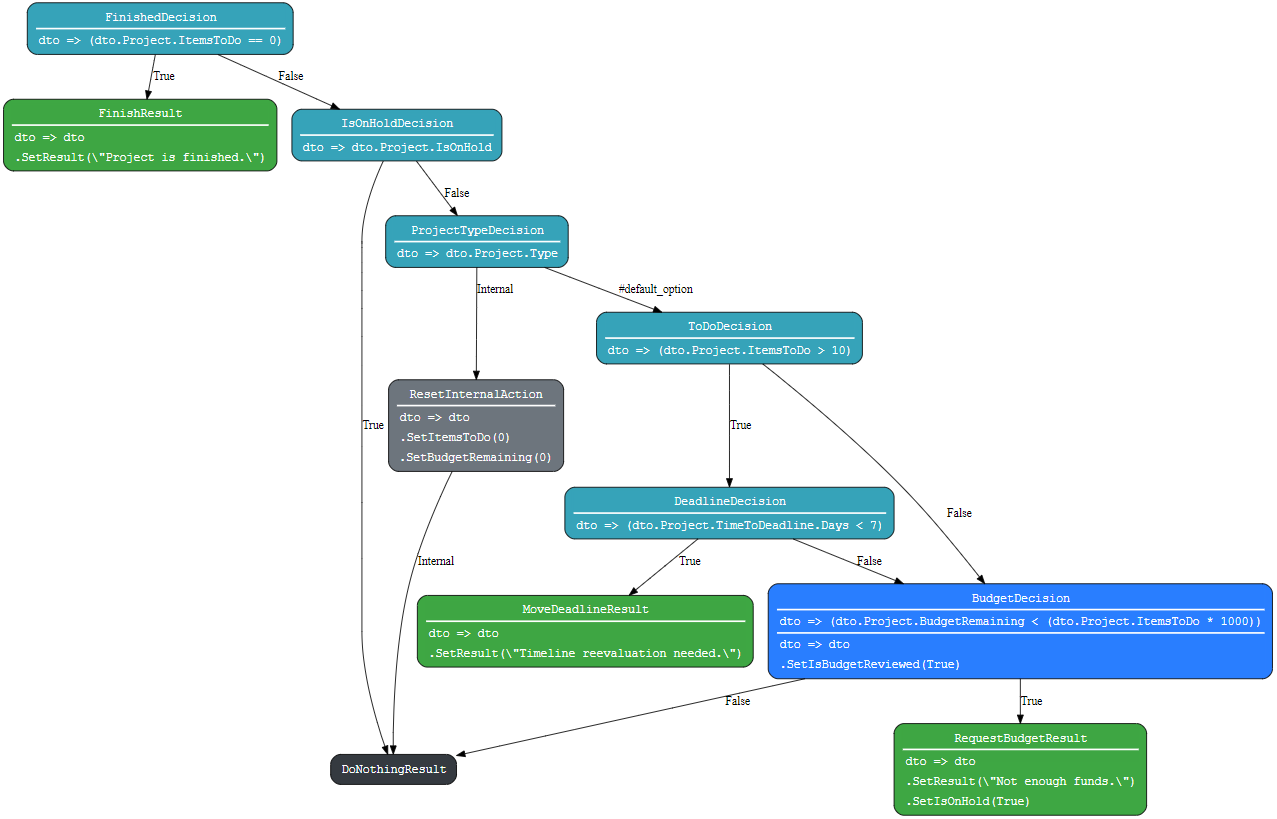 FinishedDecision
dto => (dto.Project.ItemsToDo == 0)
True
False
FinishResult
dto => dto
.SetResult(\"Project is finished.\")
IsOnHoldDecision
dto => dto.Project.IsOnHold
False
ProjectTypeDecision
dto => dto.Project.Type
Internal
#default_option
ToDoDecision
dto => (dto.Project.ItemsToDo > 10)
ResetInternalAction
dto => dto
.SetItemsToDo(0)
.SetBudgetRemaining(0)
True
True
DeadlineDecision
dto => (dto.Project.TimeToDeadline.Days < 7)
False
Internal
True
False
MoveDeadlineResult
dto => dto
.SetResult(\"Timeline reevaluation needed.\")
BudgetDecision
dto => (dto.Project.BudgetRemaining < (dto.Project.ItemsToDo * 1000))
dto => dto
.SetIsBudgetReviewed(True)
False
True
DoNothingResult
RequestBudgetResult
dto => dto
.SetResult(\"Not enough funds.\")
.SetIsOnHold(True)